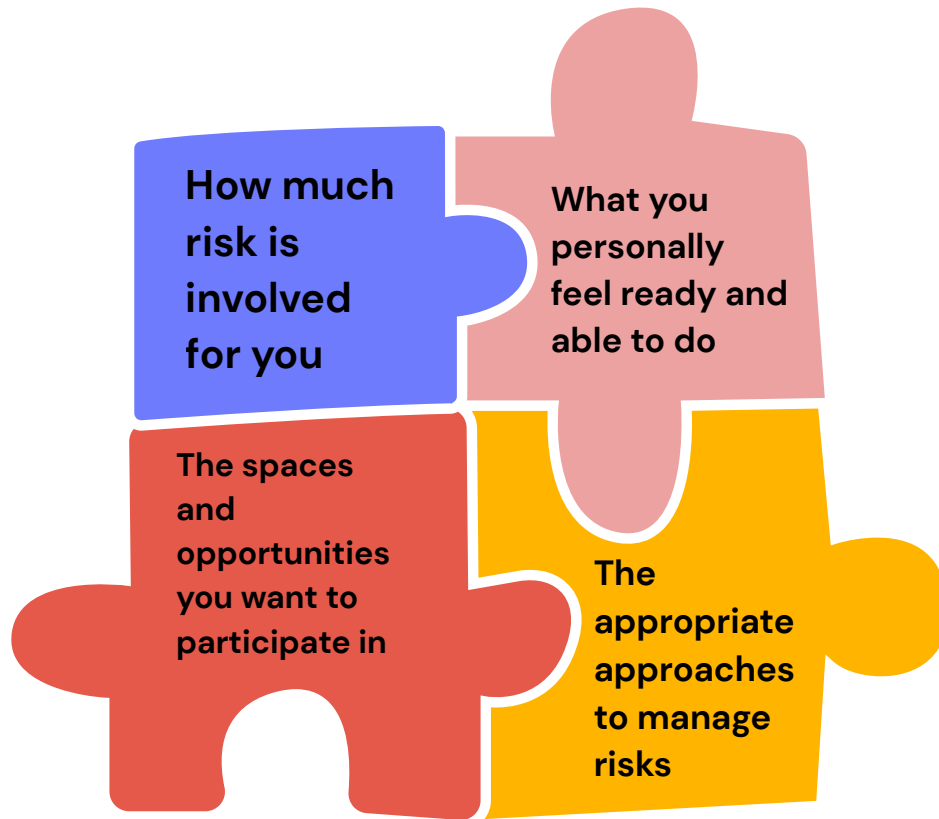 How much
risk is
involved
for you
What you
personally
feel ready and
able to do
The spaces
and
opportunities
you want to
participate in
The
appropriate
approaches
to manage
risks